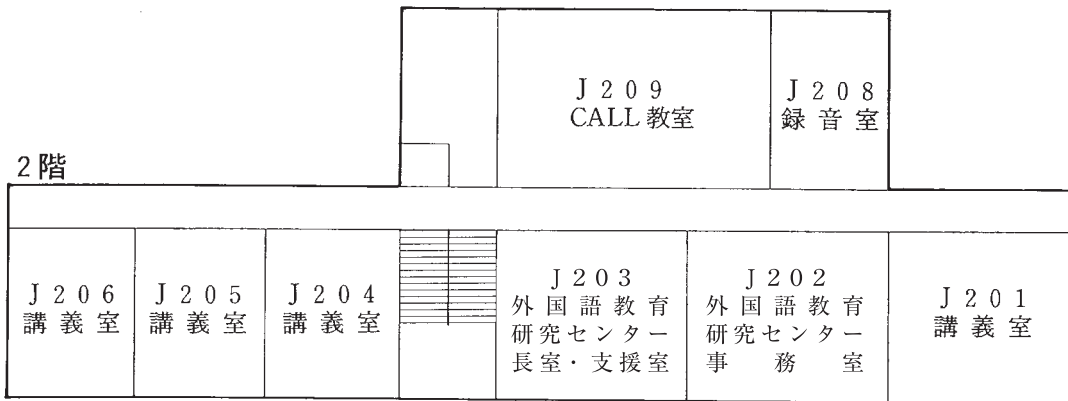 J209
CALL教室
J208
録音室
2階
J206
講義室
J205
講義室
J204
講義室
J203
外国語教育
研究センター
長室・支援室
J202
外国語教育
研究センター
事務室
J201
講義室